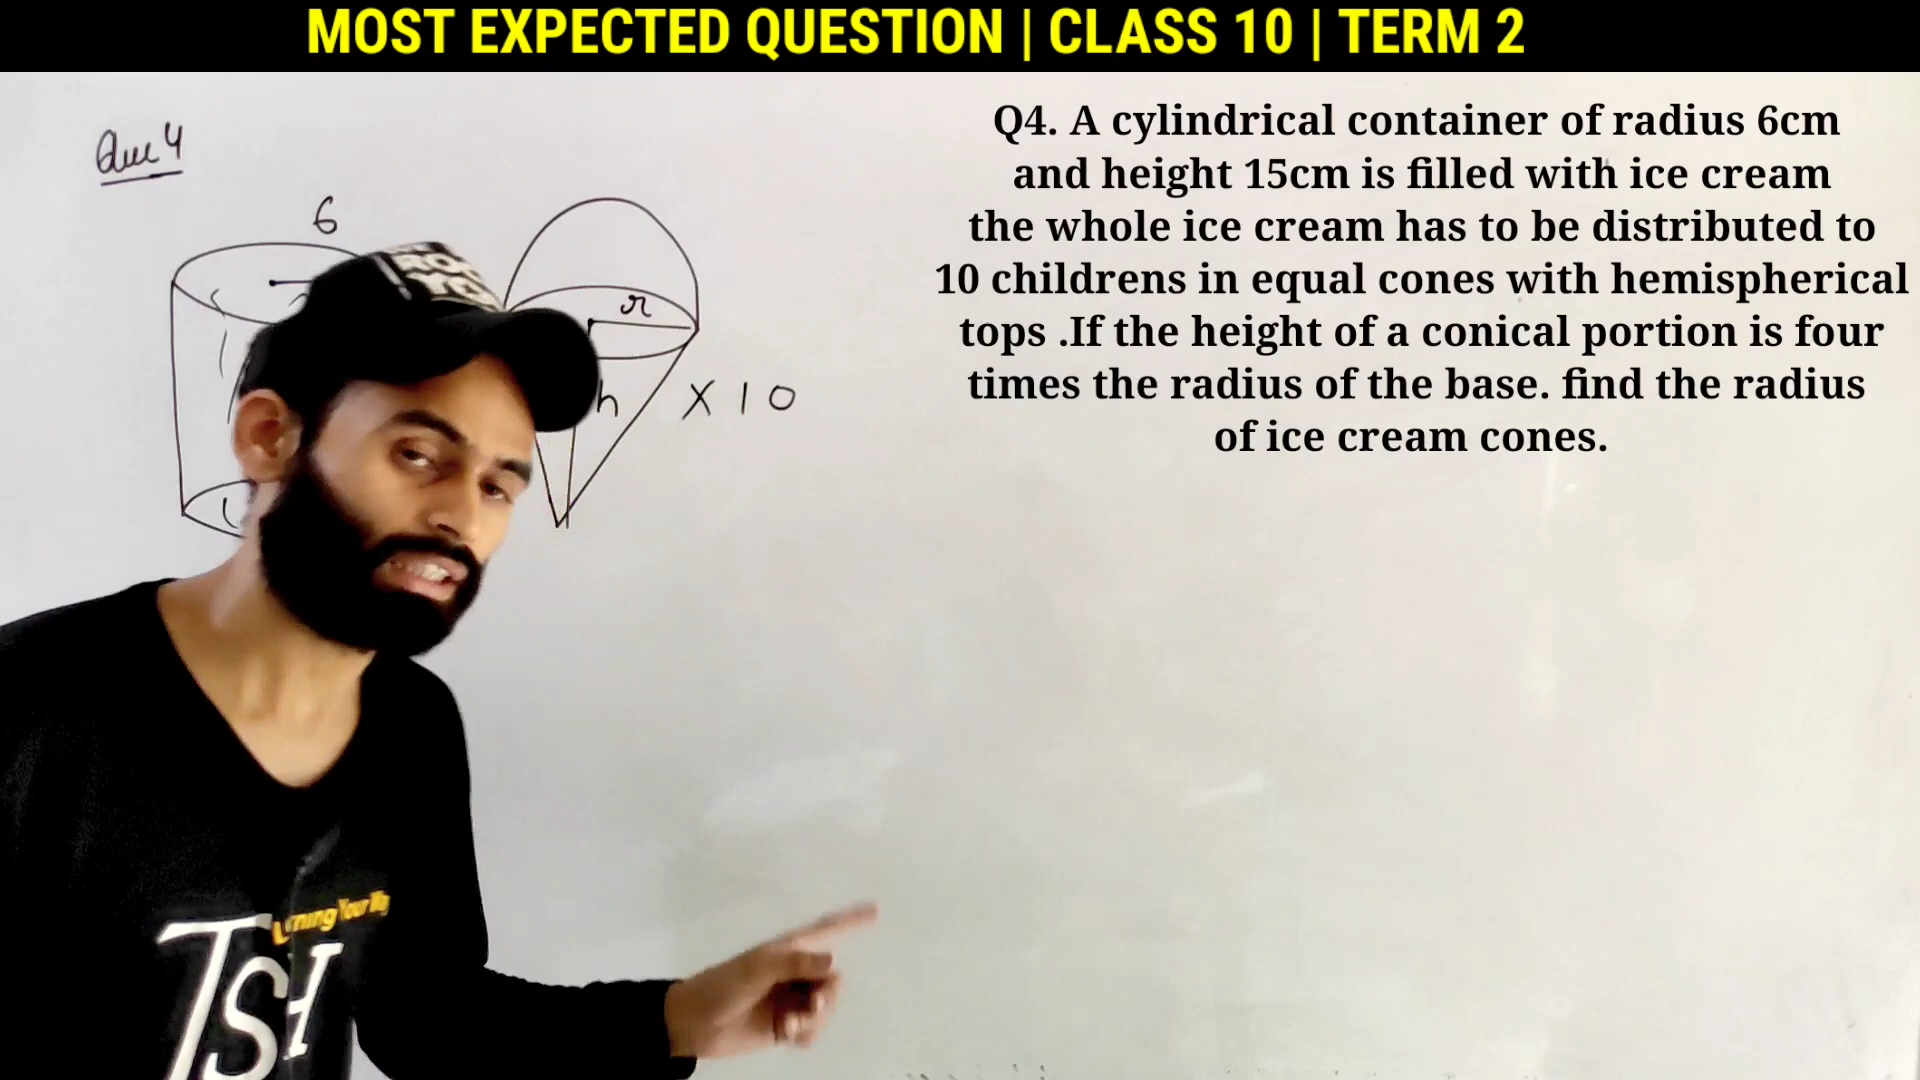 MOST EXPECTED QUESTION | CLASS 10 | TERM 2
Que 4
Q4. A cylindrical container of radius 6cm
and height 15cm is filled with ice cream
the whole ice cream has to be distributed to
10 childrens in equal cones with hemispherical
tops .If the height of a conical portion is four
times the radius of the base. find the radius
of ice cream cones.
6
r
h
X 10
TSH